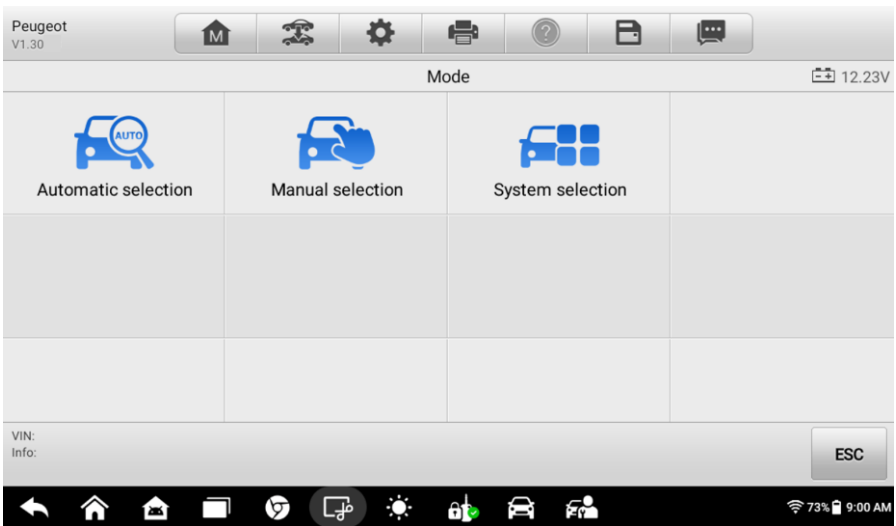 Peugeot
V1.30
M
?
Mode
12.23V
AUTO
Automatic selection
Manual selection
System selection
VIN:
Info:
ESC
73%
9:00 AM